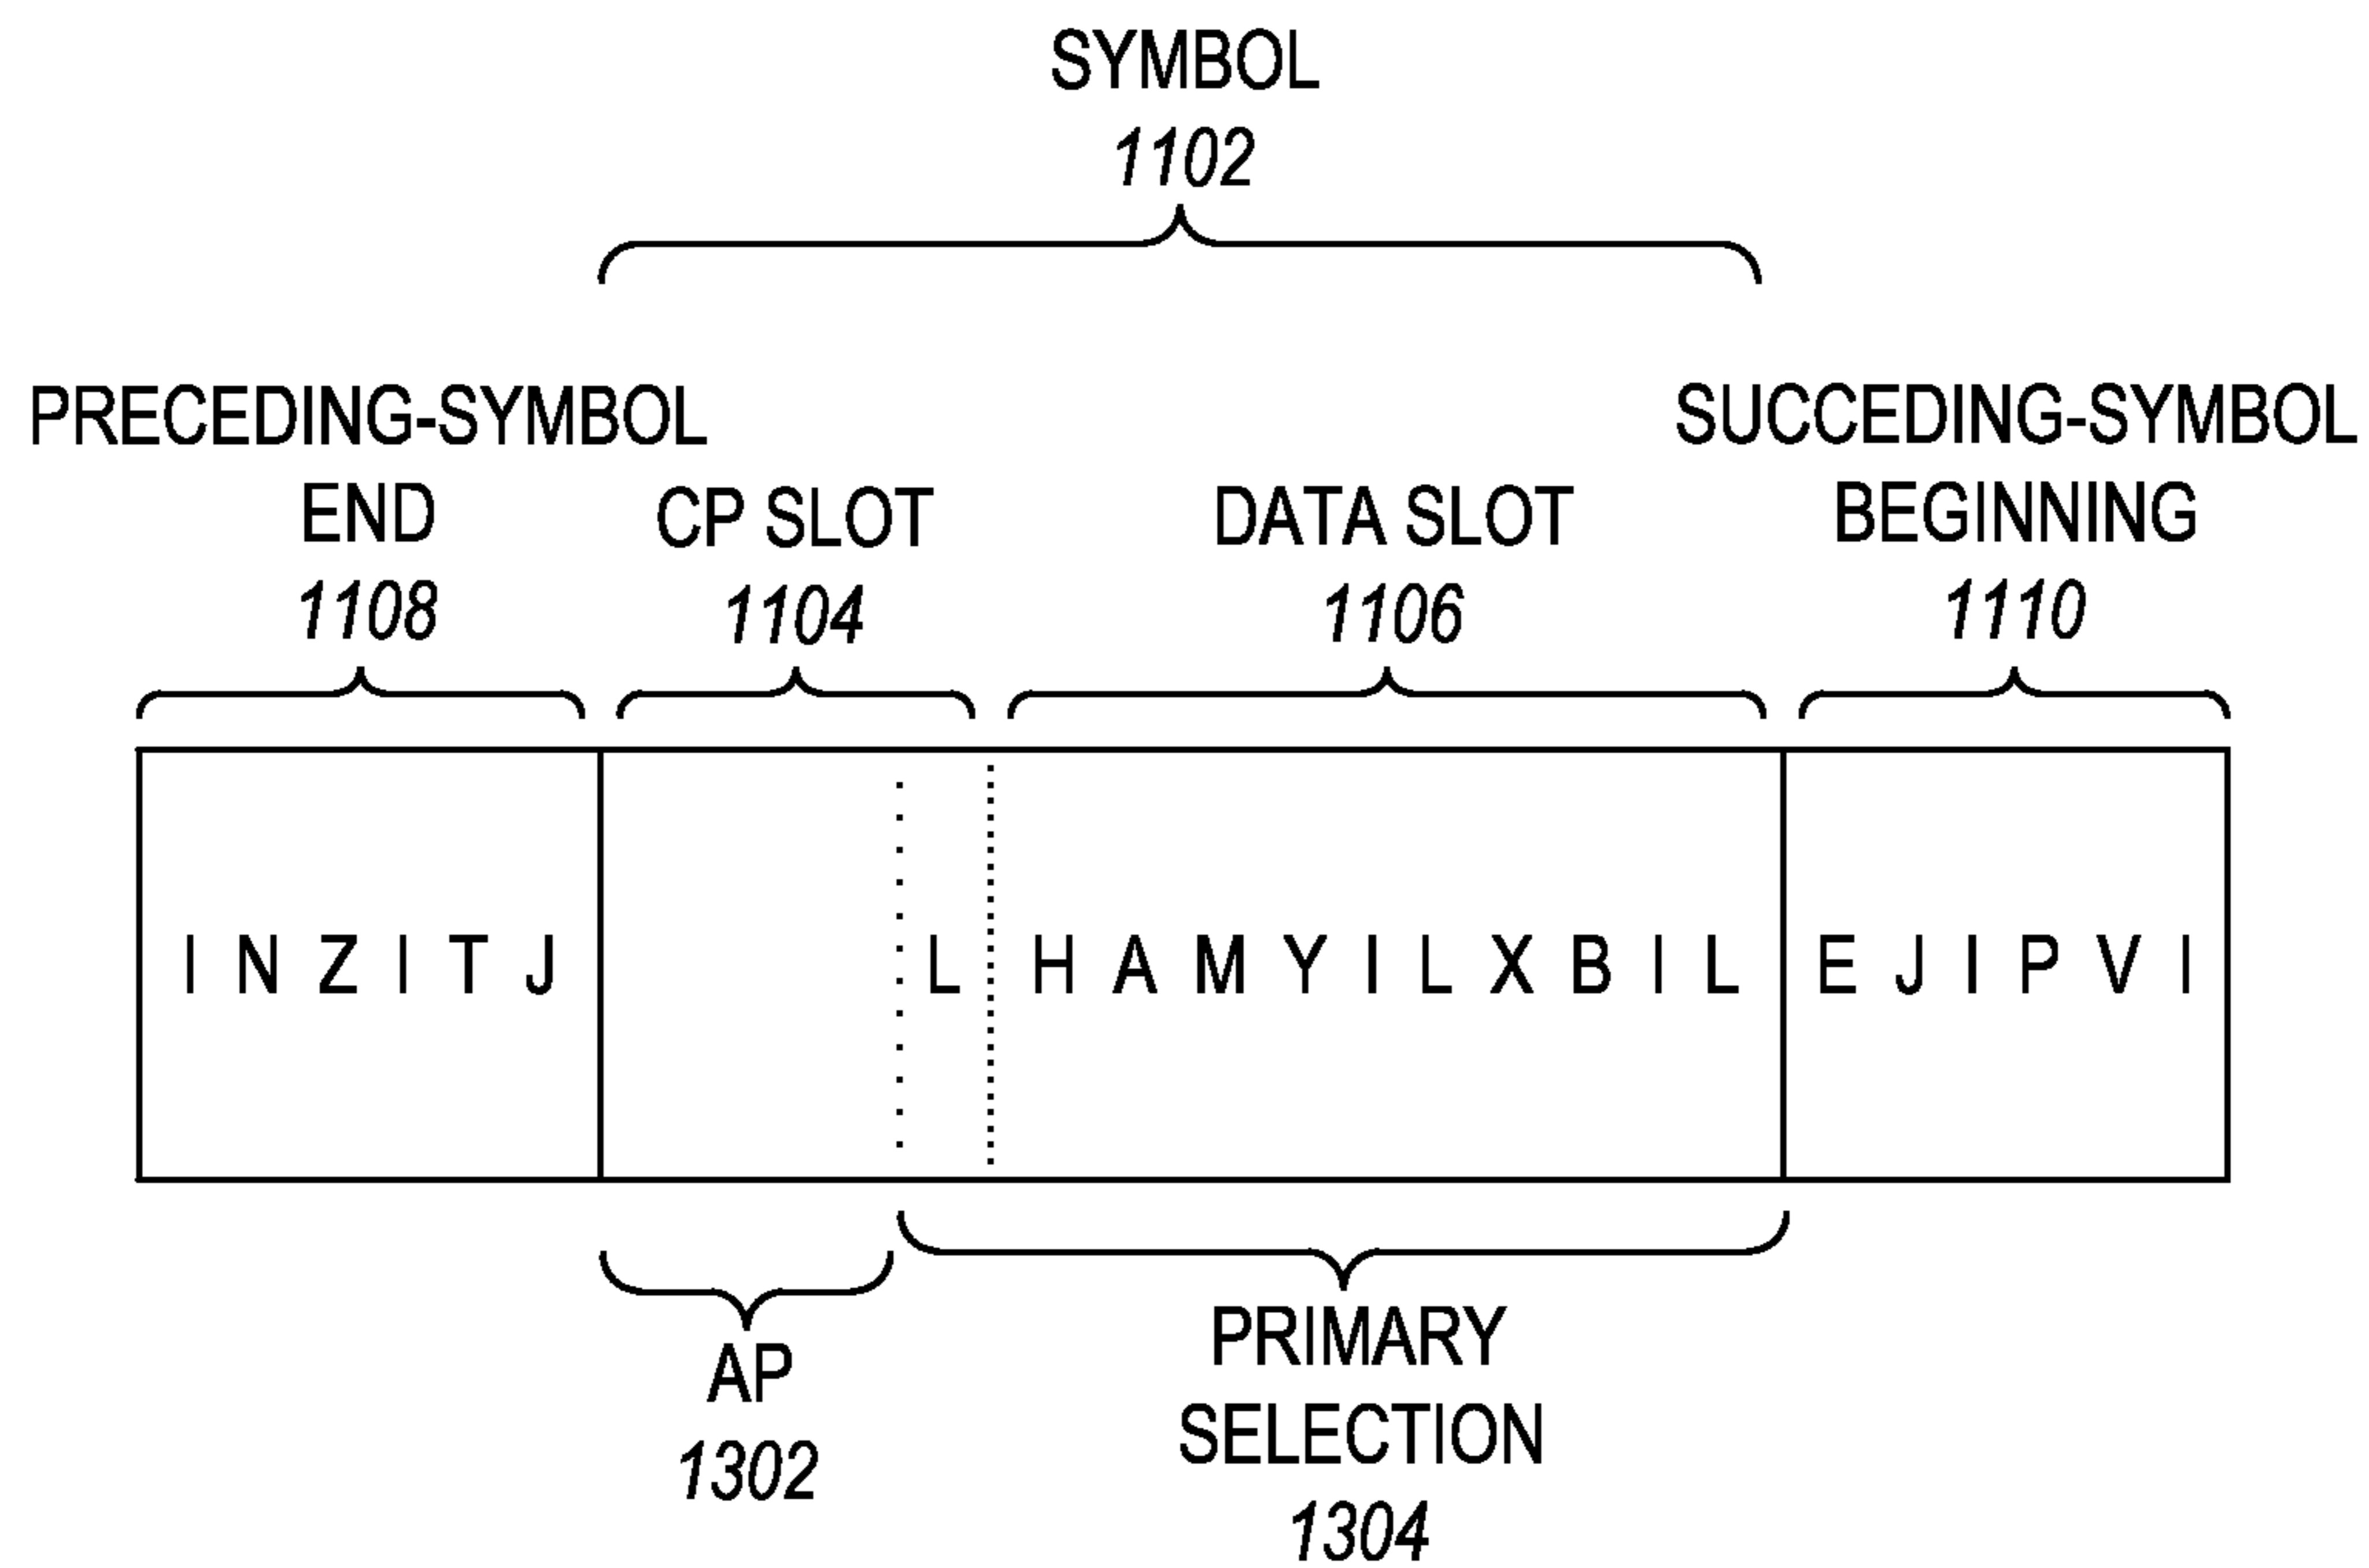 SYMBOL
1102
PRECEDING-SYMBOL
END
1108
CP SLOT
1104
DATA SLOT
1106
SUCCEDING-SYMBOL
BEGINNING
1110
I N Z I T J L H A M Y I L X B I L E J I P V I
AP
1302
PRIMARY
SELECTION
1304